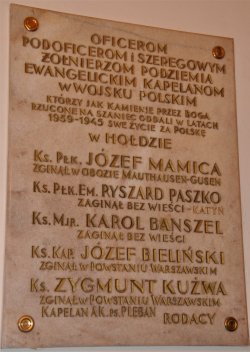 OFICEROM
PODOFICEROM i SZEREGOWYM
ŻOŁNIERZOM PODZIEMIA
EWANGELICKIM KAPELANOM
W WOJSKU POLSKIM
KTÓRZY JAK KAMIENIE PRZEZ BOGA
RZUCONE NA SZANIEC ODDALI W LATACH
1939-1945 SWE ŻYCIE ZA POLSKĘ
W HOŁDZIE
Ks. Płk. JÓZEF MAMICA
ZGINĄŁ W OBOZIE MAUTHAUSEN-GUSEN
Ks. Płk. Em. RYSZARD PASZKO
ZAGINĄŁ BEZ WIEŚCI - KATYŃ
Ks. Mjr. KAROL BANSZEL
ZAGINĄŁ BEZ WIEŚCI
Ks. Kap. JÓZEF BIELIŃSKI
ZGINĄŁ W POWSTANIU WARSZAWSKIM
Ks. ZYGMUNT KUŹWA
ZGINĄŁ W POWSTANIU WARSZAWSKIM
KAPELAN AK. ps. PLEBAN
RODACY